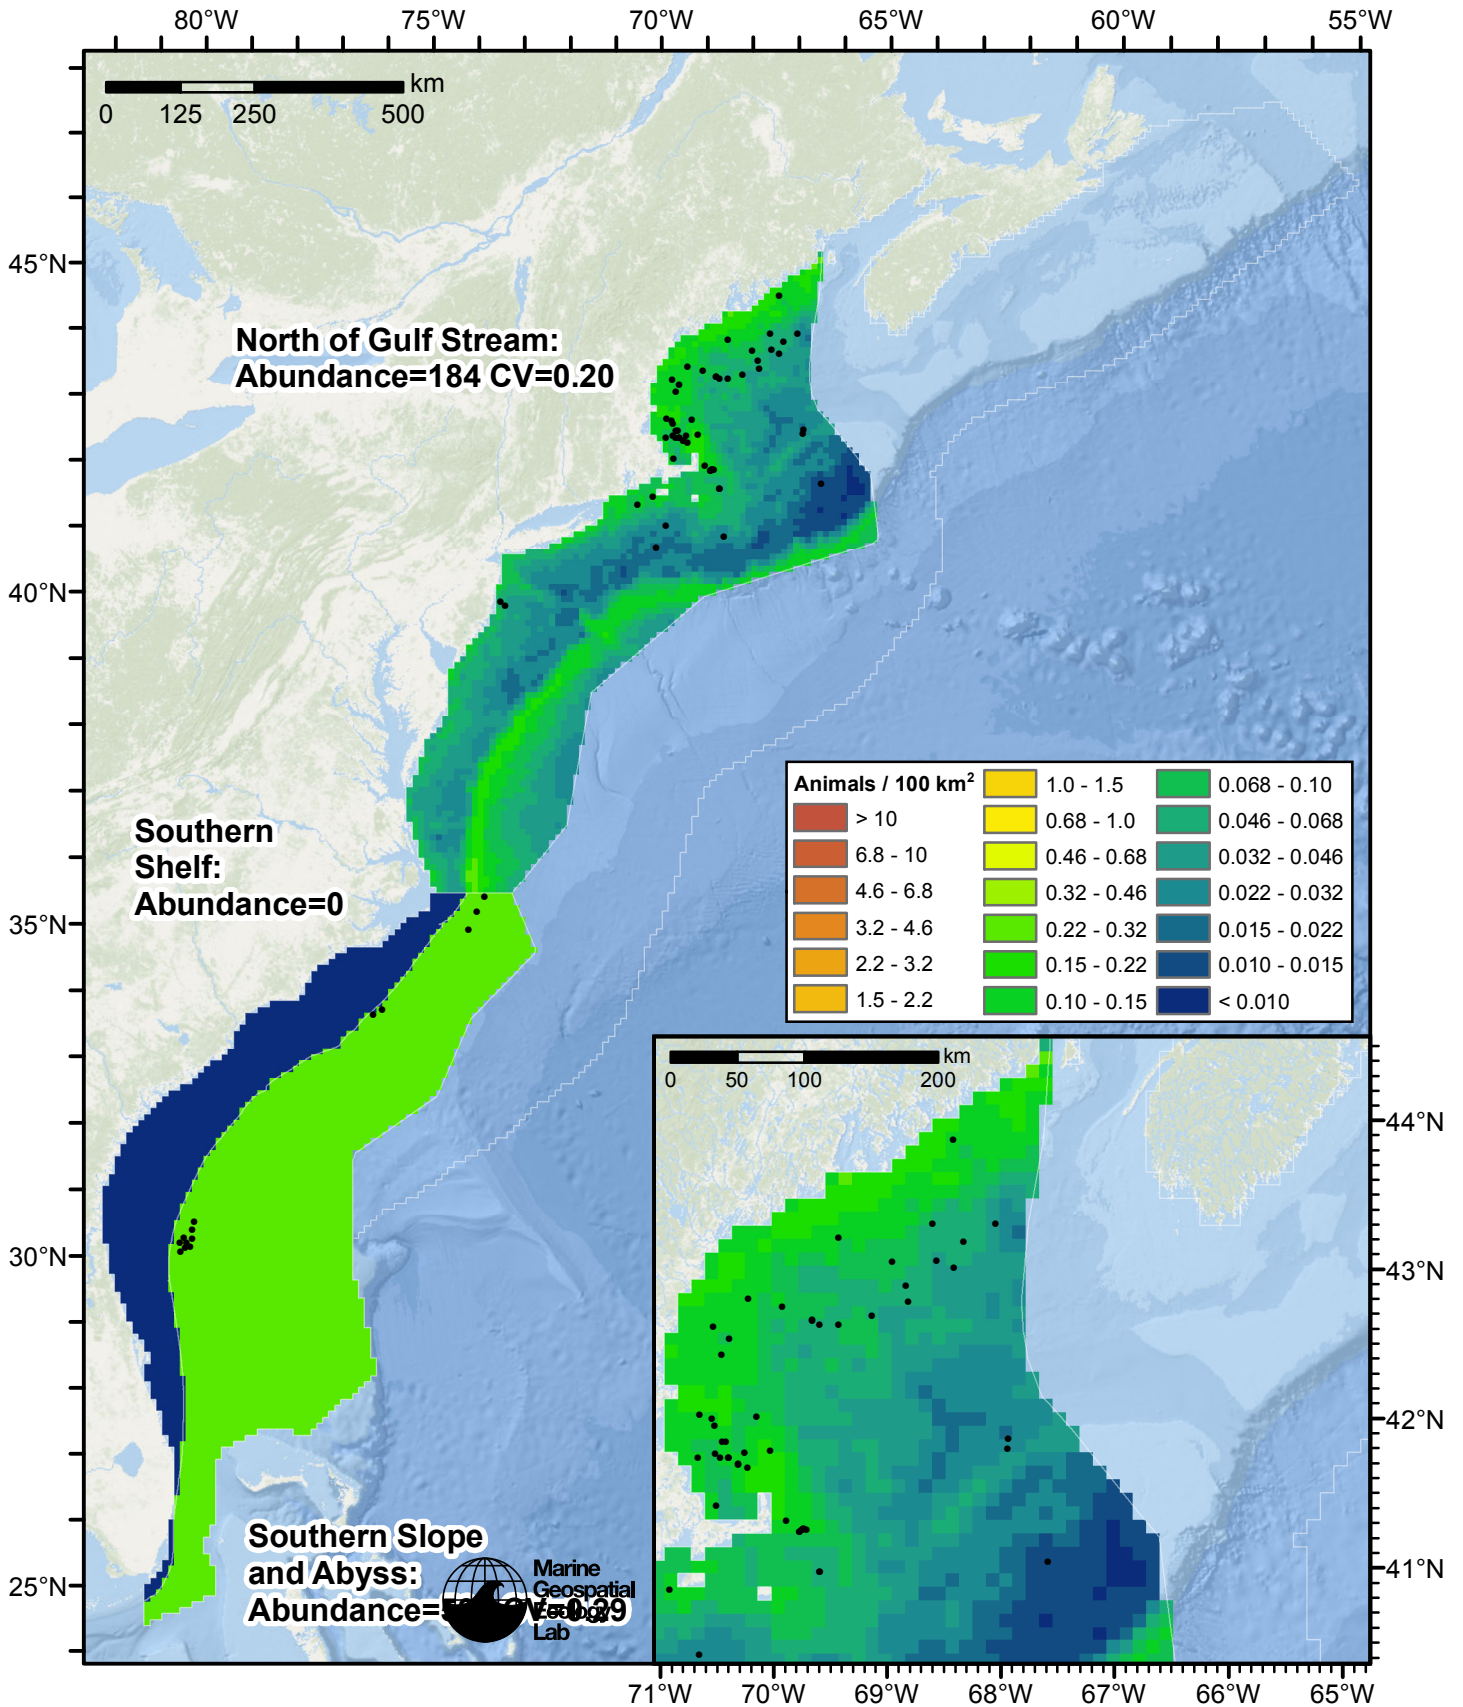 80°W 75°W 70°W 65°W 60°W 55°W
km
0 125 250 500
45°N
40°N
35°N
30°N
25°N
North of Gulf Stream:
Abundance=184 CV=0.20
Southern
Shelf:
Abundance=0
Southern Slope
and Abyss:
Marine
Geospatial
Ecology
Lab
Animals / 100 km²
> 10
6.8 - 10
4.6 - 6.8
3.2 - 4.6
2.2 - 3.2
1.5 - 2.2
1.0 - 1.5
0.68 - 1.0
0.46 - 0.68
0.32 - 0.46
0.22 - 0.32
0.15 - 0.22
0.10 - 0.15
0.068 - 0.10
0.046 - 0.068
0.032 - 0.046
0.022 - 0.032
0.015 - 0.022
0.010 - 0.015
< 0.010
km
0 50 100 200
44°N
43°N
42°N
41°N
71°W 70°W 69°W 68°W 67°W 66°W